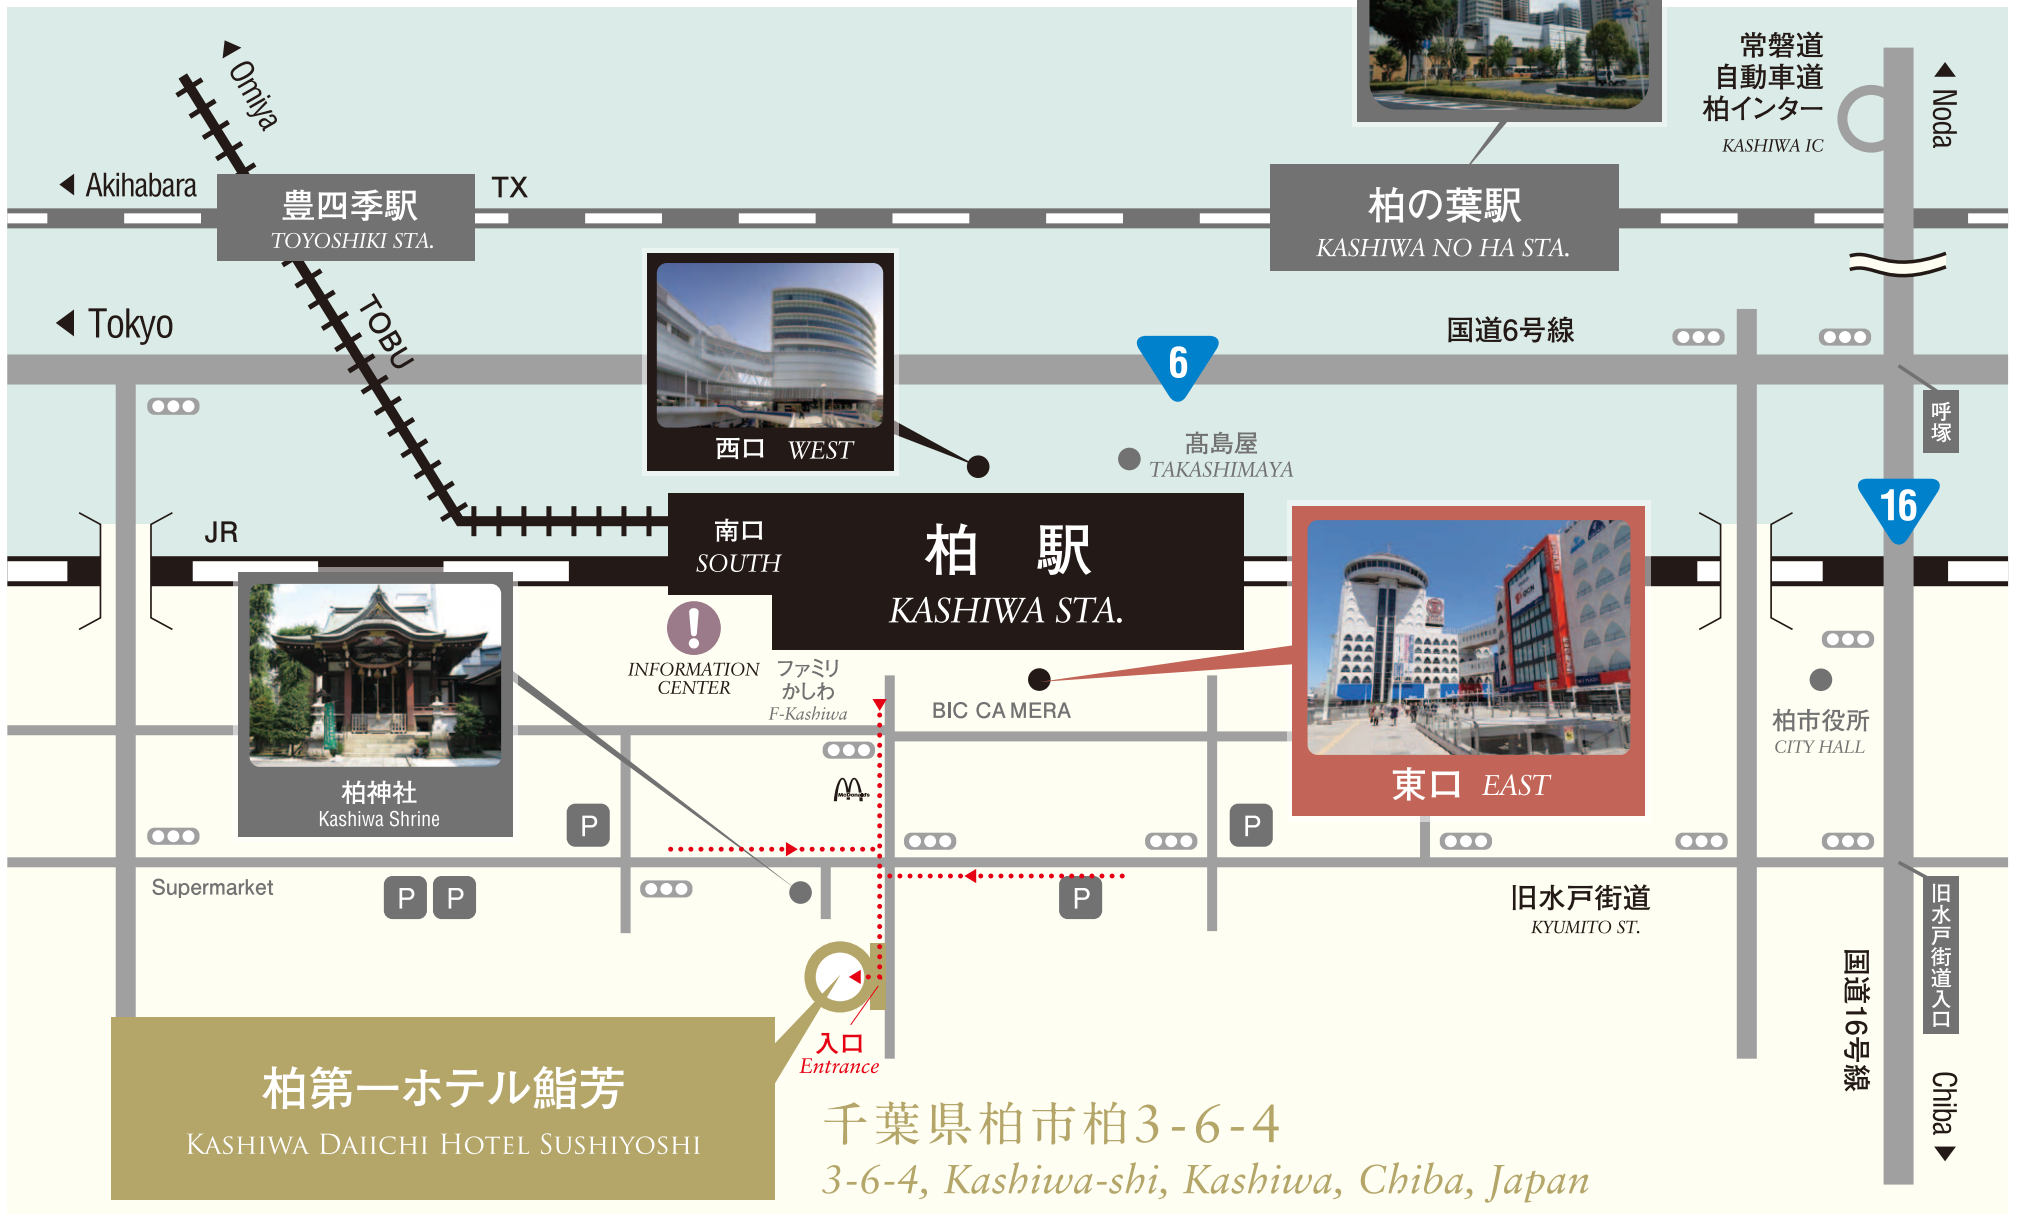 常磐道
自動車道
柏インター
KASHIWA IC
Noda
Omiya
Akihabara
豊四季駅
TOYOSHIKI STA.
TX
柏の葉駅
KASHIWA NO HA STA.
Tokyo
TOBU
国道6号線
6
西口 WEST
髙島屋
TAKASHIMAYA
呼塚
16
JR
南口
SOUTH
柏 駅
KASHIWA STA.
INFORMATION
CENTER
ファミリ
かしわ
F-Kashiwa
BIC CAMERA
東口 EAST
柏市役所
CITY HALL
柏神社
Kashiwa Shrine
McDonald's
P
P
Supermarket
P
P
P
旧水戸街道
KYUMITO ST.
旧水戸街道入口
国道16号線
Chiba
入口
Entrance
柏第一ホテル鮨芳
KASHIWA DAIICHI HOTEL SUSHIYOSHI
千葉県柏市柏3-6-4
3-6-4, Kashiwa-shi, Kashiwa, Chiba, Japan